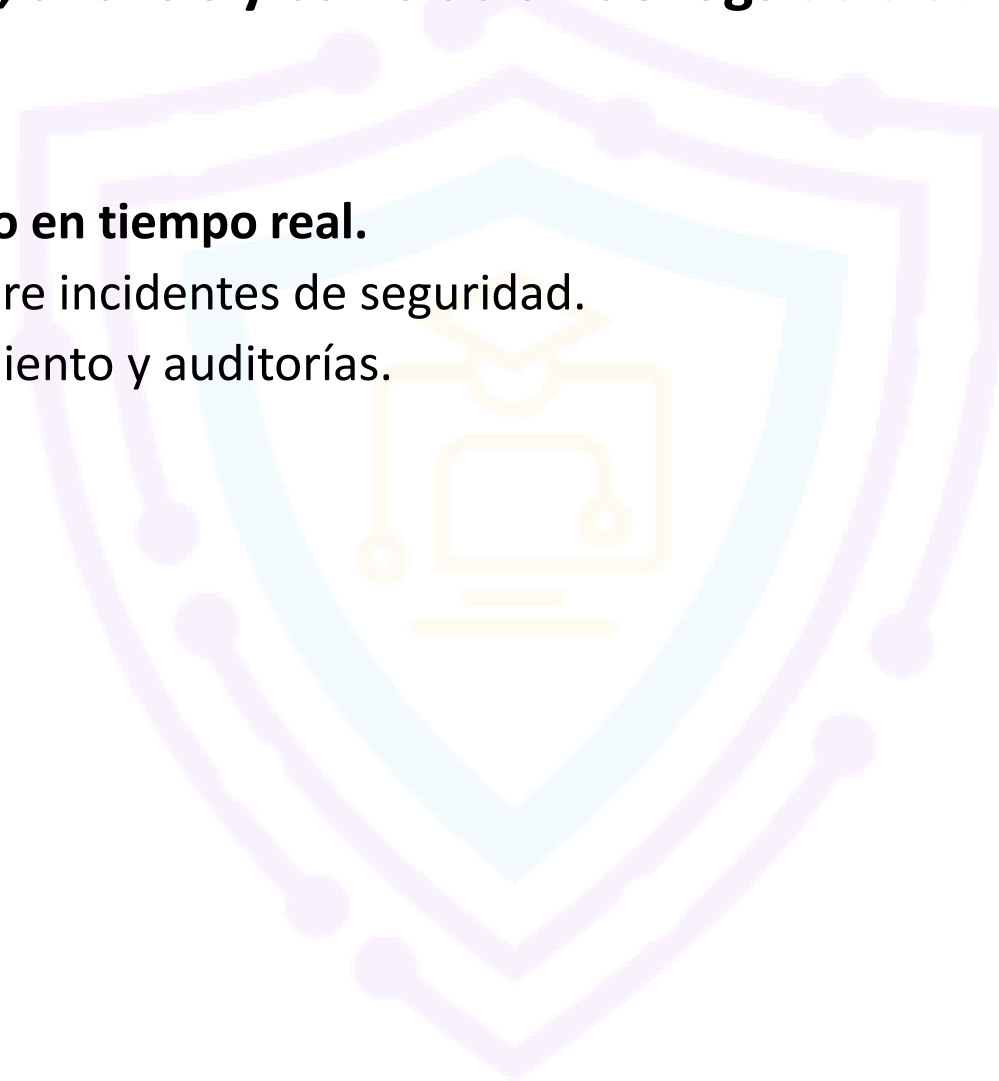 o en tiempo real.
re incidentes de seguridad.
iento y auditorías.